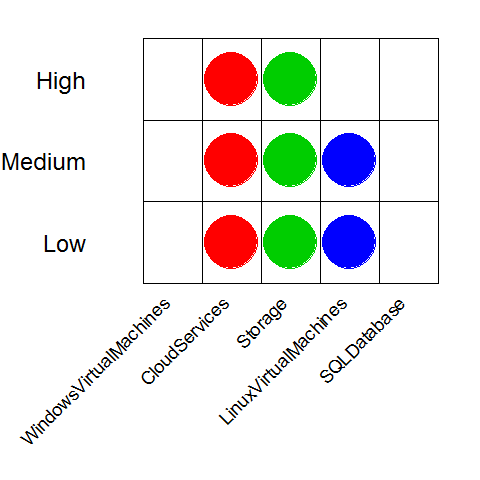 High
Medium
Low
WindowsVirtualMachines
CloudServices
Storage
LinuxVirtualMachines
SQLDatabase